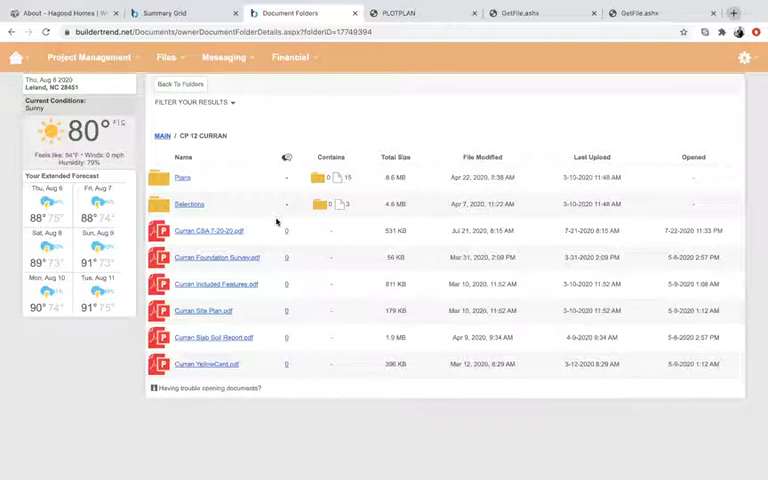 About - Hagood Homes | W
Summary Grid
Document Folders
PLOTPLAN
GetFile.ashx
GetFile.ashx
buildertrend.net/Documents/ownerDocumentFolderDetails.aspx?folderID=17749394
Project Management
Files
Messaging
Financial
Thu, Aug 6 2020
Leland, NC 28451
Current Conditions:
Sunny
80° F|C
Feels like: 84°F • Winds: 0 mph
Humidity: 79%
Your Extended Forecast
Thu, Aug 6 Fri, Aug 7
88° 75° 88° 74°
Sat, Aug 8 Sun, Aug 9
89° 73° 91° 73°
Mon, Aug 10 Tue, Aug 11
90° 74° 91° 75°
Back To Folders
FILTER YOUR RESULTS
MAIN / CP 12 CURRAN
Name Contains Total Size File Modified Last Upload Opened
Plans - 0 15 8.6 MB Apr 22, 2020, 8:38 AM 3-10-2020 11:48 AM -
Selections - 0 3 4.6 MB Apr 7, 2020, 11:22 AM 3-10-2020 11:48 AM -
Curran CSA 7-20-20.pdf 0 - 531 KB Jul 21, 2020, 8:15 AM 7-21-2020 8:15 AM 7-22-2020 11:33 PM
Curran Foundation Survey.pdf 0 - 56 KB Mar 31, 2020, 2:09 PM 3-31-2020 2:09 PM 5-8-2020 2:57 PM
Curran Included Features.pdf 0 - 811 KB Mar 10, 2020, 11:52 AM 3-10-2020 11:52 AM 5-9-2020 1:08 AM
Curran Site Plan.pdf 0 - 179 KB Mar 10, 2020, 11:52 AM 3-10-2020 11:52 AM 5-9-2020 1:12 AM
Curran Slab Soil Report.pdf 0 - 1.9 MB Apr 9, 2020, 9:34 AM 4-9-2020 9:34 AM 5-8-2020 2:57 PM
Curran YellowCard.pdf 0 - 396 KB Mar 12, 2020, 8:29 AM 3-12-2020 8:29 AM 5-9-2020 1:12 AM
Having trouble opening documents?